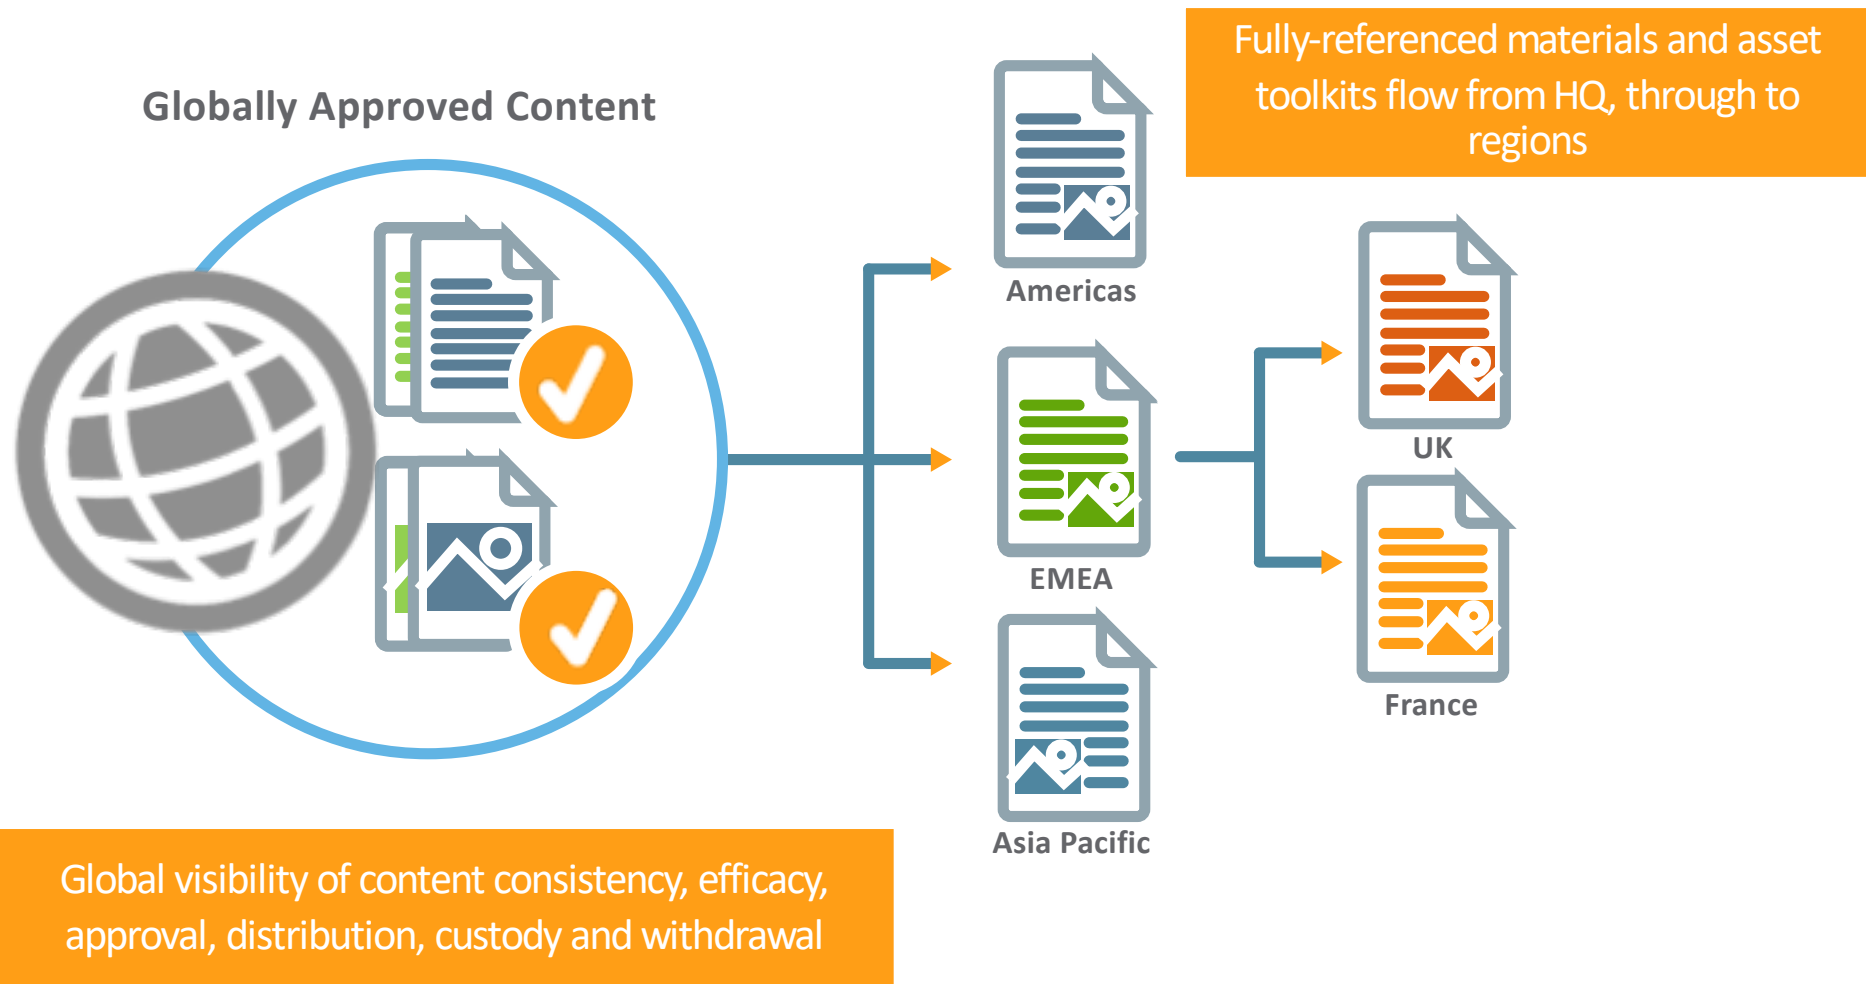 Fully-referenced materials and asset
toolkits flow from HQ, through to
regions
Globally Approved Content
Americas
UK
EMEA
France
Asia Pacific
Global visibility of content consistency, efficacy,
approval, distribution, custody and withdrawal